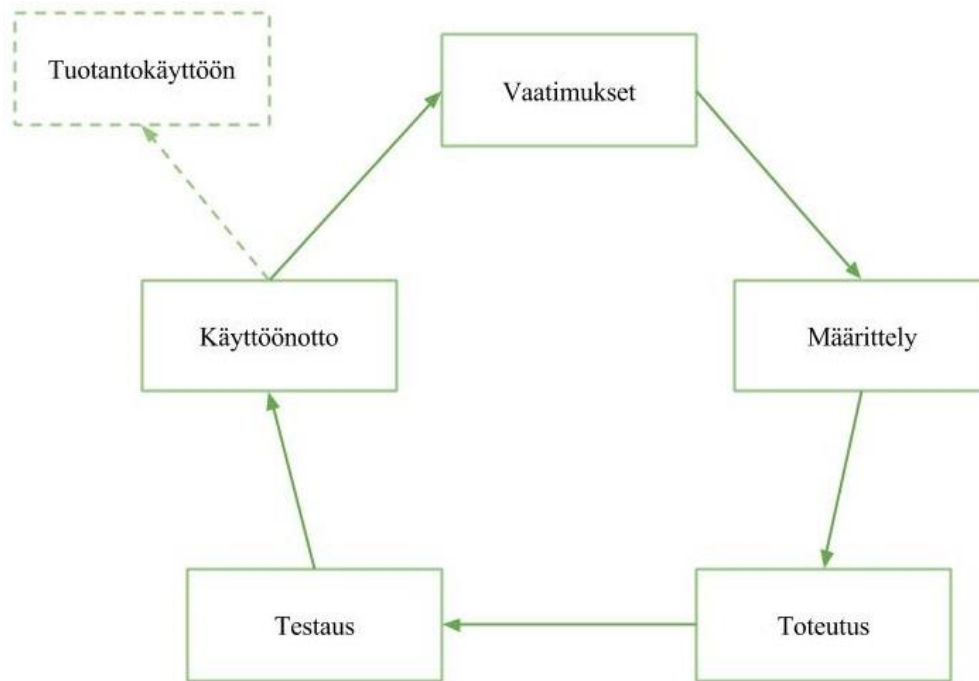 Tuotantokäyttöön
Vaatimukset
Käyttöönotto
Määrittely
Testaus
Toteutus